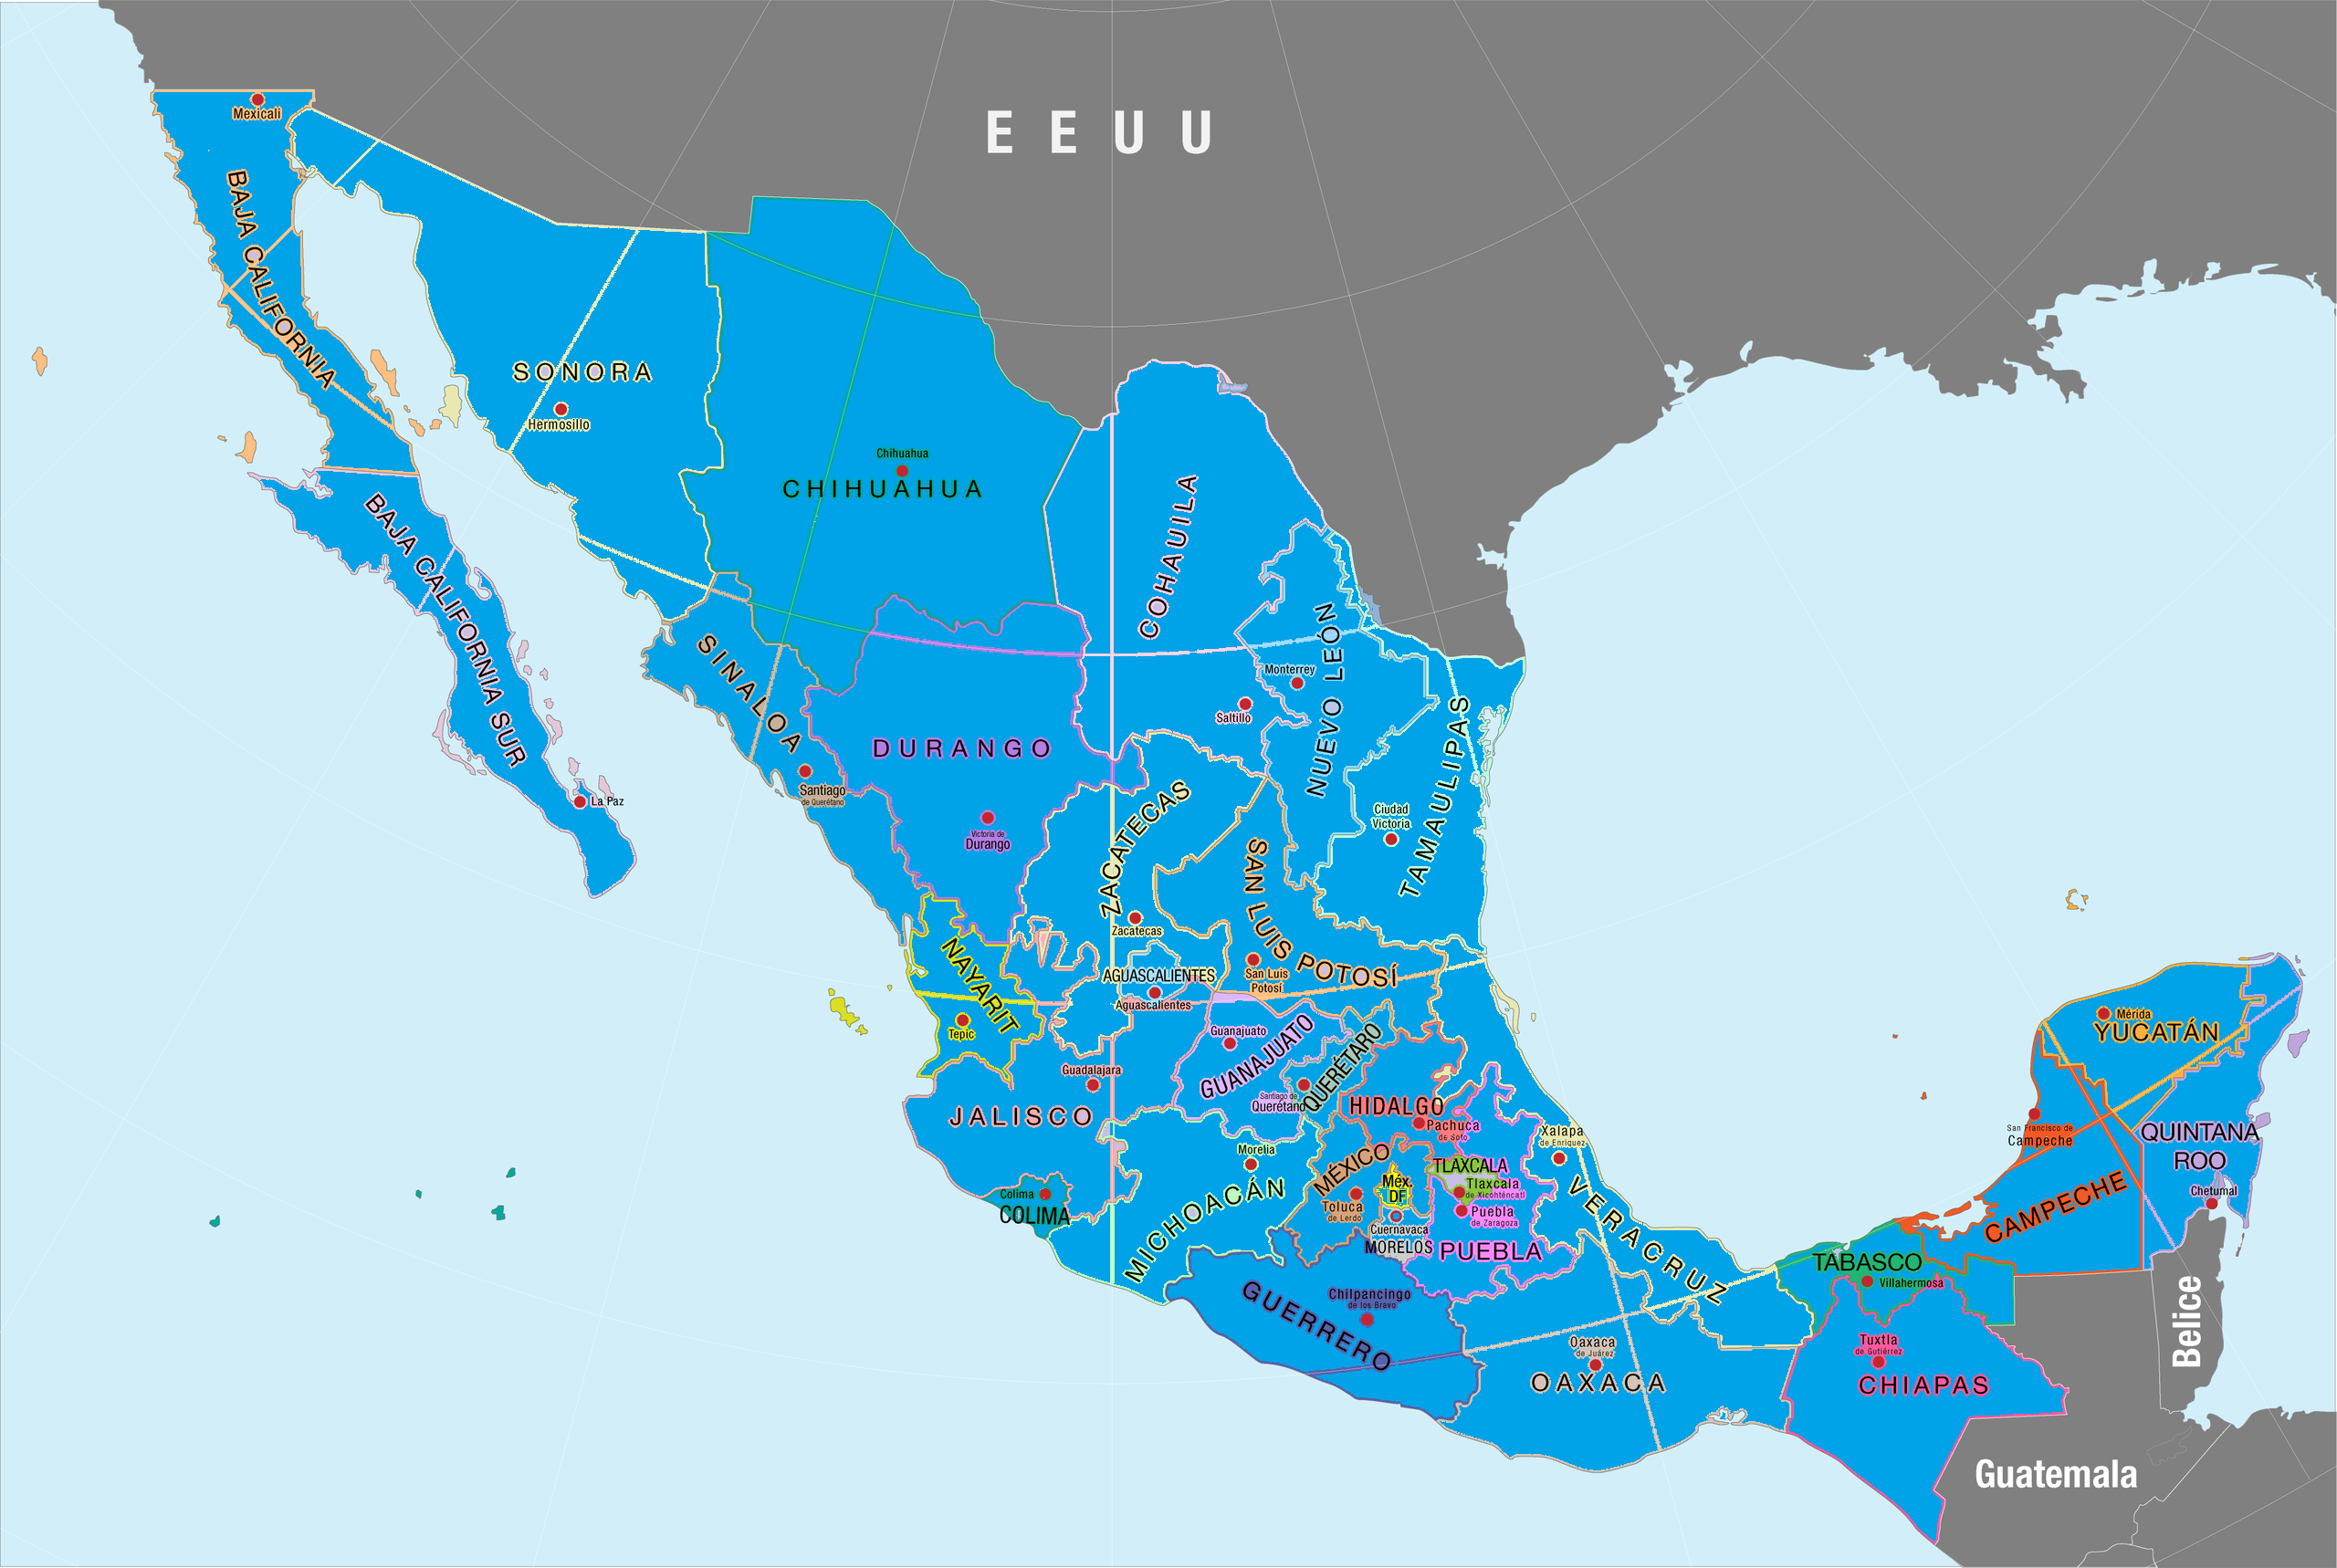 EEUU
Mexicali
BAJA CALIFORNIA
SONORA
Hermosillo
Chihuahua
CHIHUAHUA
COHAUILA
BAJA CALIFORNIA SUR
La Paz
SINALOA
Santiago
de Querétano
DURANGO
Victoria de
Durango
Monterrey
Saltillo
NUEVO LEÓN
TAMAULIPAS
Ciudad
Victoria
ZACATECAS
Zacatecas
SAN LUIS POTOSÍ
San Luis
Potosí
NAYARIT
Tepic
AGUASCALIENTES
Aguascalientes
Guanajuato
GUANAJUATO
QUERÉTARO
Santiago de
Querétano
Guadalajara
JALISCO
HIDALGO
Pachuca
de Soto
Xalapa
de Enriquez
VERACRUZ
Morelia
MICHOACÁN
MÉXICO
Toluca
de Lerdo
Méx.
DF
TLAXCALA
Tlaxcala
de Xicohténcatl
Puebla
de Zaragoza
PUEBLA
Cuernavaca
MORELOS
Colima
COLIMA
GUERRERO
Chilpancingo
de los Bravo
Oaxaca
de Juárez
OAXACA
Mérida
YUCATÁN
San Francisco de
Campeche
CAMPECHE
QUINTANA
ROO
Chetumal
TABASCO
Villahermosa
Tuxtla
de Gutiérrez
CHIAPAS
Belice
Guatemala